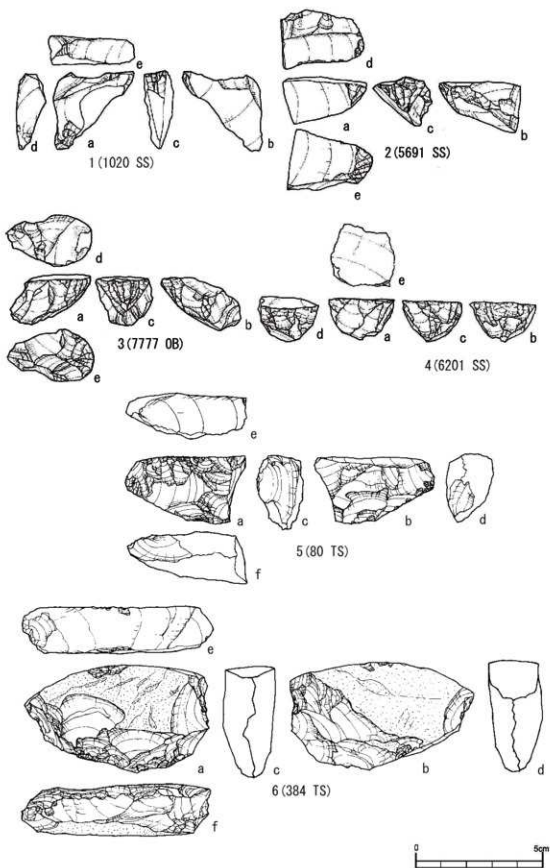 e
d
d a c b
1 (1020 SS)
a c b
e
2 (5691 SS)
d
a c b
3 (7777 OB)
e
e
d a c b
4 (6201 SS)
e
a c b d
5 (80 TS)
f
e
a c b d
6 (384 TS)
f
0 5cm